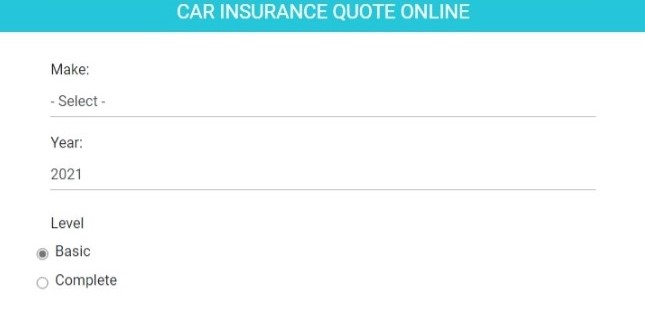 CAR INSURANCE QUOTE ONLINE
Make:
- Select -
Year:
2021
Level
Basic
Complete